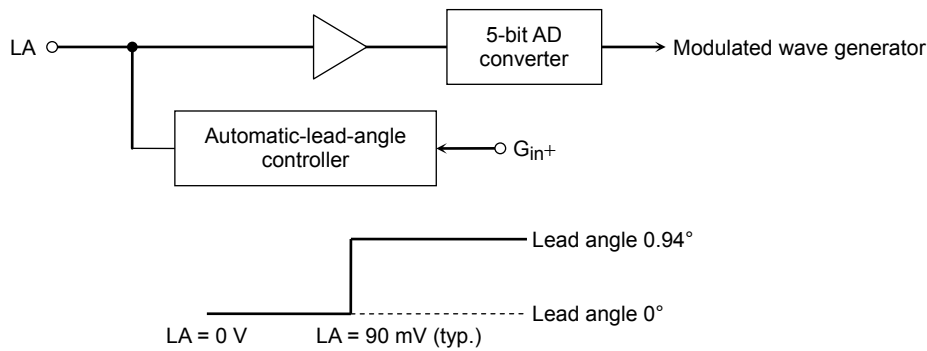 LA
5-bit AD
converter
Modulated wave generator
Automatic-lead-angle
controller
Gin+
Lead angle 0.94°
Lead angle 0°
LA = 0 V
LA = 90 mV (typ.)